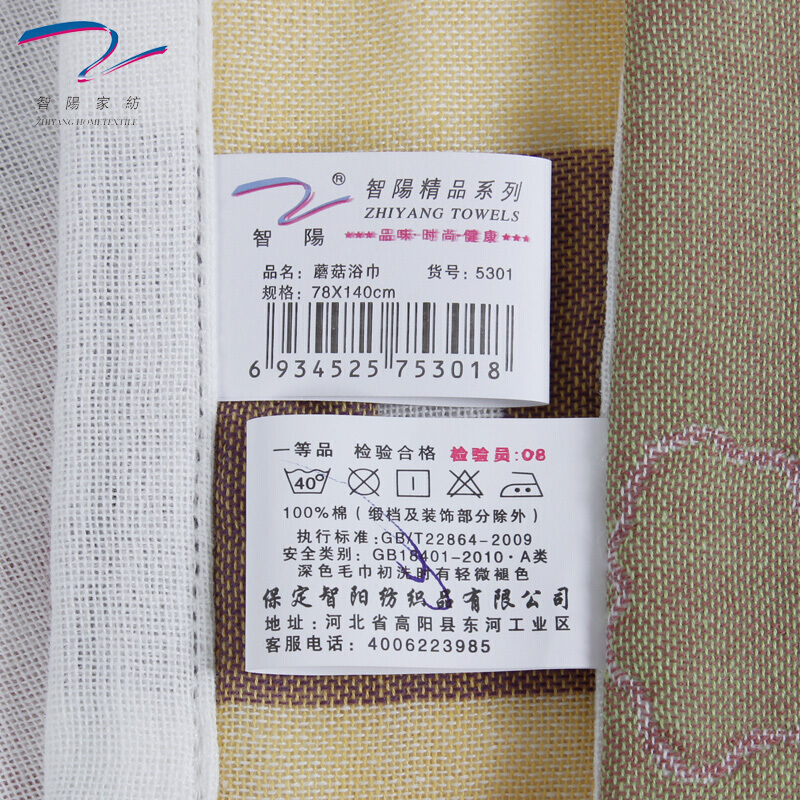 智陽家紡
ZHIYANG HOMETEXTILE
® 智陽精品系列
ZHIYANG TOWELS
智陽 ★★★品味·时尚·健康★★★
品名：蘑菇浴巾 货号：5301
规格：78X140cm
6 934525 753018
一等品 检验合格 检验员:08
40°
100%棉（缎档及装饰部分除外）
执行标准:GB/T22864-2009
安全类别：GB18401-2010·A类
深色毛巾初洗时有轻微褪色
保定智阳纺织品有限公司
地址：河北省高阳县东河工业区
客服电话：4006223985